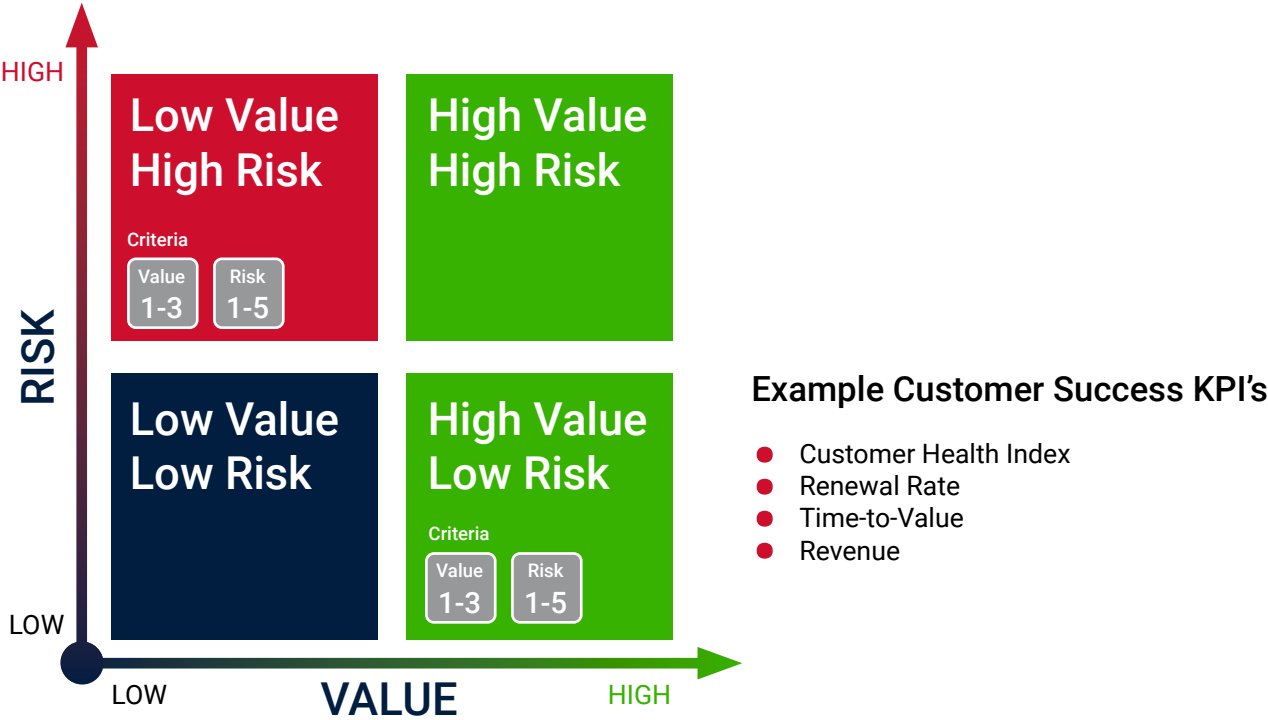 HIGH
Low Value
High Risk
Criteria
Value
1-3
Risk
1-5
High Value
High Risk
RISK
Low Value
Low Risk
High Value
Low Risk
Criteria
Value
1-3
Risk
1-5
LOW
LOW
VALUE
HIGH
Example Customer Success KPI’s
Customer Health Index
Renewal Rate
Time-to-Value
Revenue